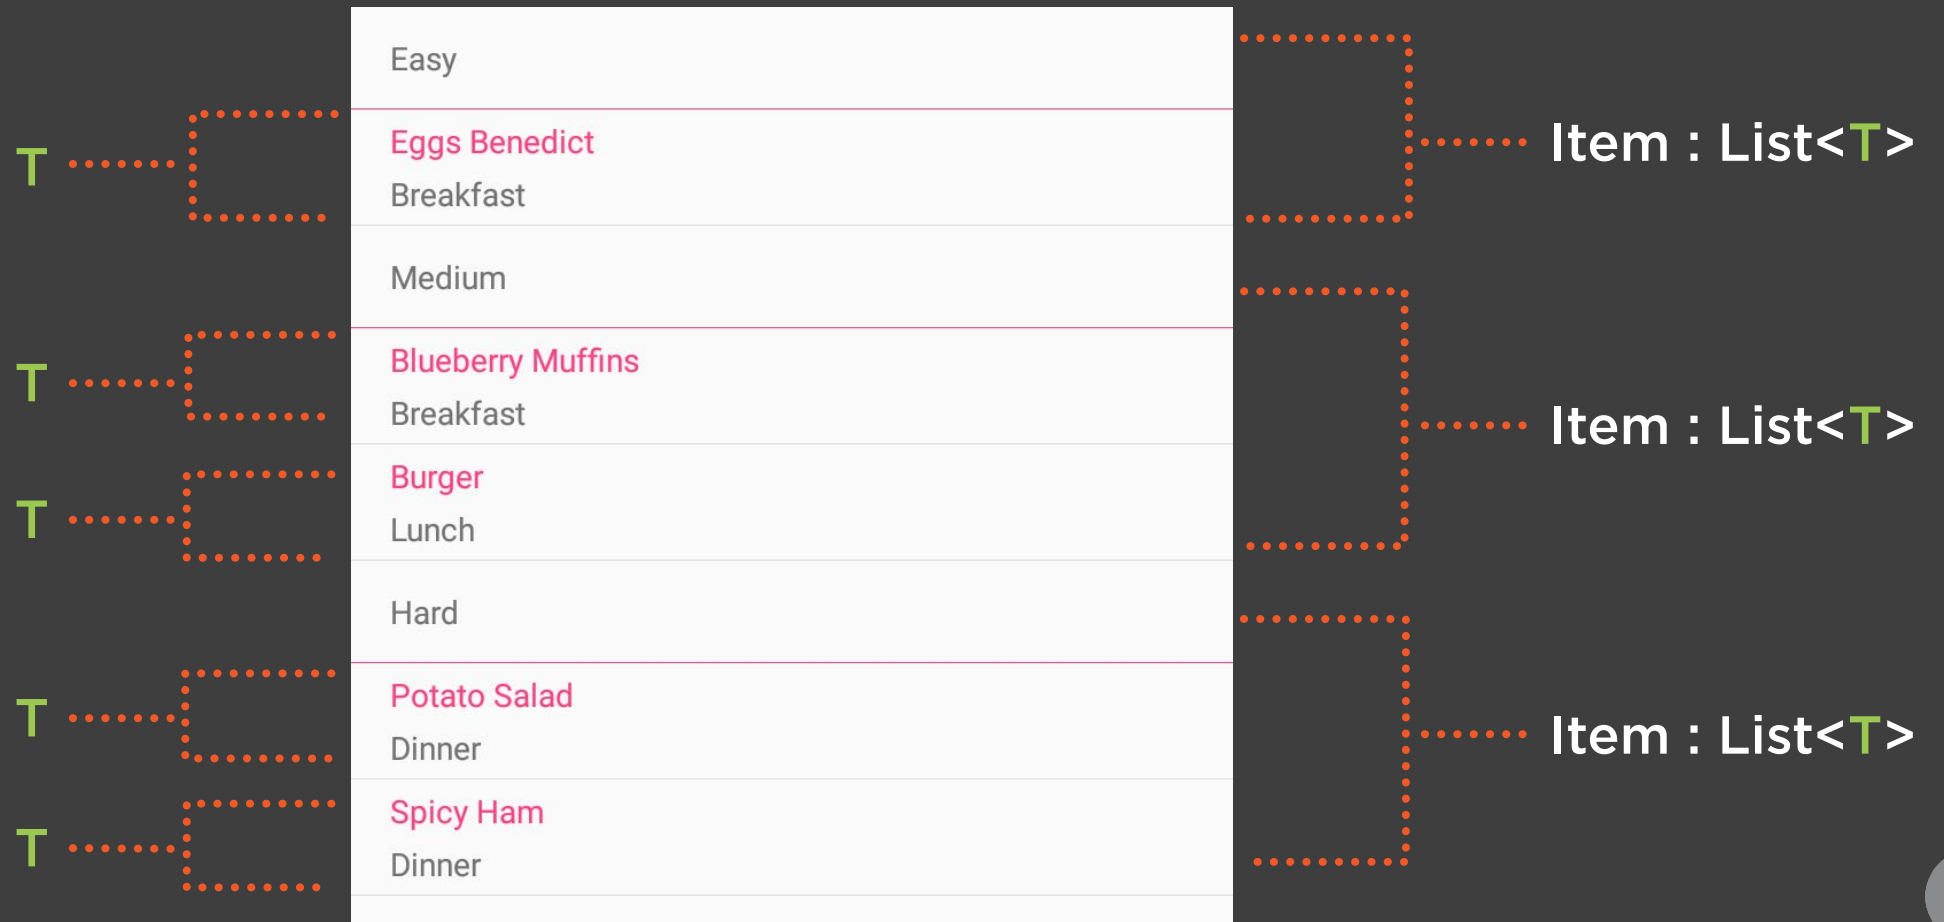 Easy
T
Eggs Benedict
Breakfast
Item : List<T>
Medium
T
Blueberry Muffins
Breakfast
Item : List<T>
T
Burger
Lunch
Hard
T
Potato Salad
Dinner
Item : List<T>
T
Spicy Ham
Dinner